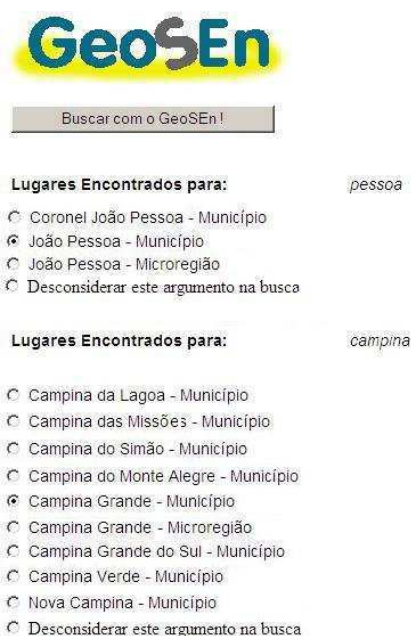 GeoSEn
Buscar com o GeoSEn !
Lugares Encontrados para: pessoa
Coronel João Pessoa - Município
João Pessoa - Município
João Pessoa - Microregião
Desconsiderar este argumento na busca
Lugares Encontrados para: campina
Campina da Lagoa - Município
Campina das Missões - Município
Campina do Simão - Município
Campina do Monte Alegre - Município
Campina Grande - Município
Campina Grande - Microregião
Campina Grande do Sul - Município
Campina Verde - Município
Nova Campina - Município
Desconsiderar este argumento na busca